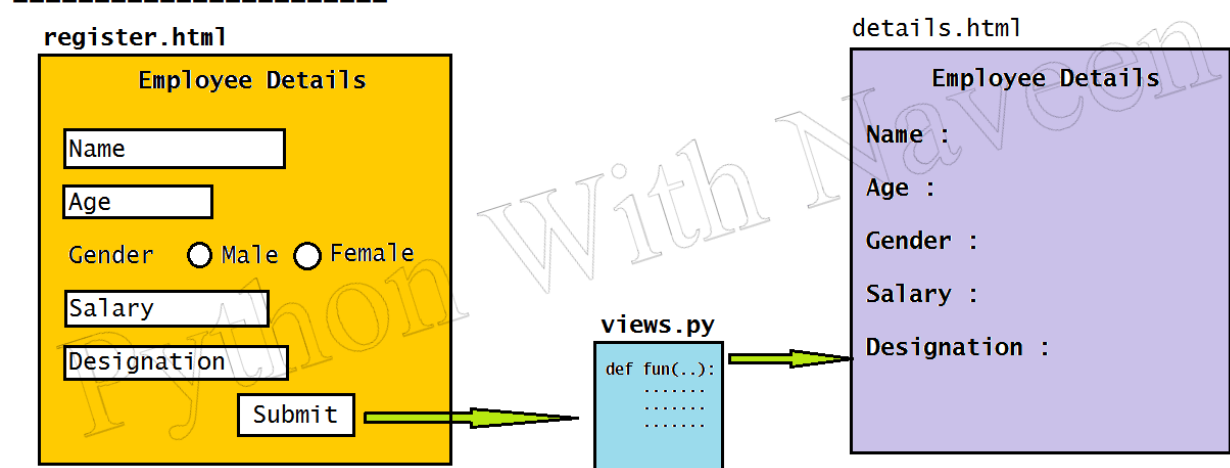 register.html
Employee Details
Name
Age
Gender Male Female
Salary
Designation
Submit
views.py
def fun(..):
.......
.......
.......
details.html
Employee Details
Name :
Age :
Gender :
Salary :
Designation :
Python With Naveen